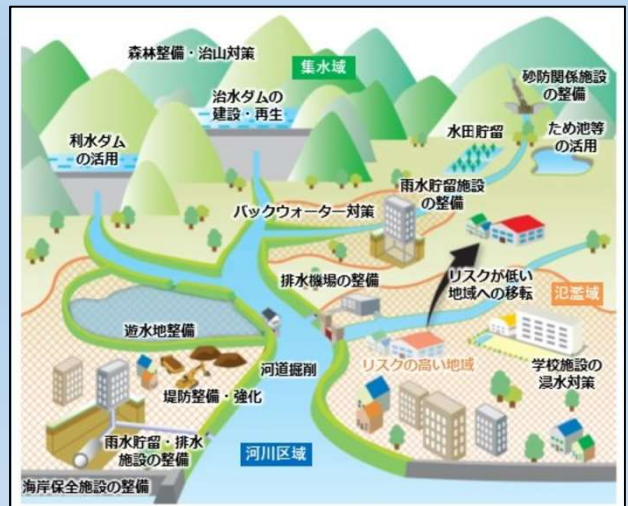 森林整備・治山対策
集水域
砂防関係施設
の整備
治水ダムの
建設・再生
利水ダム
の活用
水田貯留
ため池等
の活用
雨水貯留施設
の整備
バックウォーター対策
排水機場の整備
リスクが低い
地域への移転
氾濫域
遊水地整備
河道掘削
リスクの高い地域
学校施設の
浸水対策
堤防整備・強化
雨水貯留・排水
施設の整備
河川区域
海岸保全施設の整備